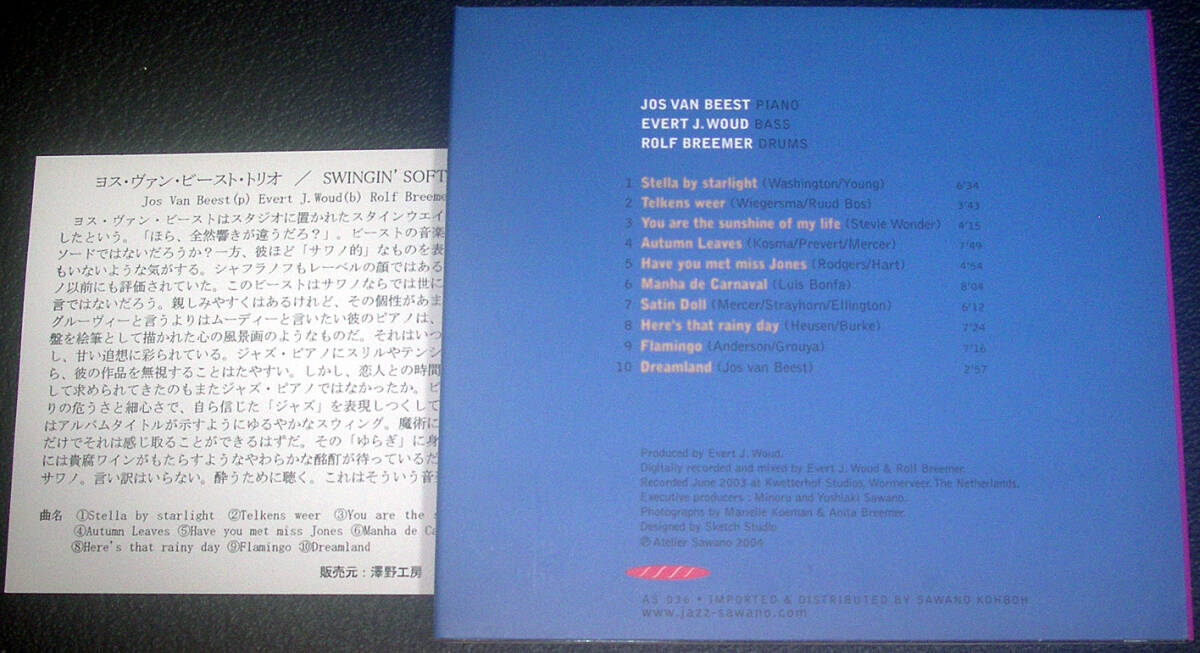 ヨス・ヴァン・ビースト・トリオ / SWINGIN' SOFT
Jos Van Beest(p) Evert J.Woud(b) Rolf Breeme
ヨス・ヴァン・ビーストはスタジオに置かれたスタインウエイ
したという。「ほら、全然響きが違うだろ？」。ビーストの音楽
ソードではないだろうか？一方、彼ほど「サワノ的」なものを表
もいないような気がする。シャフラノフもレーベルの顔ではある
ノ以前にも評価されていた。このビーストはサワノならでは世に
言ではないだろう。親しみやすくはあるけれど、その個性があま
グルーヴィーと言うよりはムーディーと言いたい彼のピアノは、
盤を絵筆として描かれた心の風景画のようなものだ。それはいつ
し、甘い追想に彩られている。ジャズ・ピアノにスリルやテンシ
ら、彼の作品を無視することはたやすい。しかし、恋人との時間
して求められてきたのもまたジャズ・ピアノではなかったか。ビ
りの危うさと細心さで、自ら信じた「ジャズ」を表現しつくして
はアルバムタイトルが示すようにゆるやかなスウィング。魔術に
だけでそれは感じ取ることができるはずだ。その「ゆらぎ」に身
には貴腐ワインがもたらすようなやわらかな酩酊が待っているだ
サワノ。言い訳はいらない。酔うために聴く。これはそういう音
曲名 ①Stella by starlight ②Telkens weer ③You are the s
④Autumn Leaves ⑤Have you met miss Jones ⑥Manha de Ca
⑧Here's that rainy day ⑨Flamingo ⑩Dreamland
販売元：澤野工房
JOS VAN BEEST PIANO
EVERT J. WOUD BASS
ROLF BREEMER DRUMS
1 Stella by starlight (Washington/Young) 6'34
2 Telkens weer (Wiegersma/Ruud Bos) 3'43
3 You are the sunshine of my life (Stevie Wonder) 4'15
4 Autumn Leaves (Kosma/Prevert/Mercer) 7'49
5 Have you met miss Jones (Rodgers/Hart) 4'54
6 Manha de Carnaval (Luis Bonfa) 8'04
7 Satin Doll (Mercer/Strayhorn/Ellington) 6'12
8 Here's that rainy day (Heusen/Burke) 7'24
9 Flamingo (Anderson/Grouya) 7'16
10 Dreamland (Jos van Beest) 2'57
Produced by Evert J. Woud.
Digitally recorded and mixed by Evert J. Woud & Rolf Breemer.
Recorded June 2003 at Kwetterhof Studios, Wormerveer, The Netherlands.
Executive producers : Minoru and Yoshiaki Sawano.
Photographs by Marielle Koeman & Anita Breemer.
Designed by Sketch Studio
℗ Atelier Sawano 2004
AS 036 • IMPORTED & DISTRIBUTED BY SAWANO KOHBOH
www.jazz-sawano.com